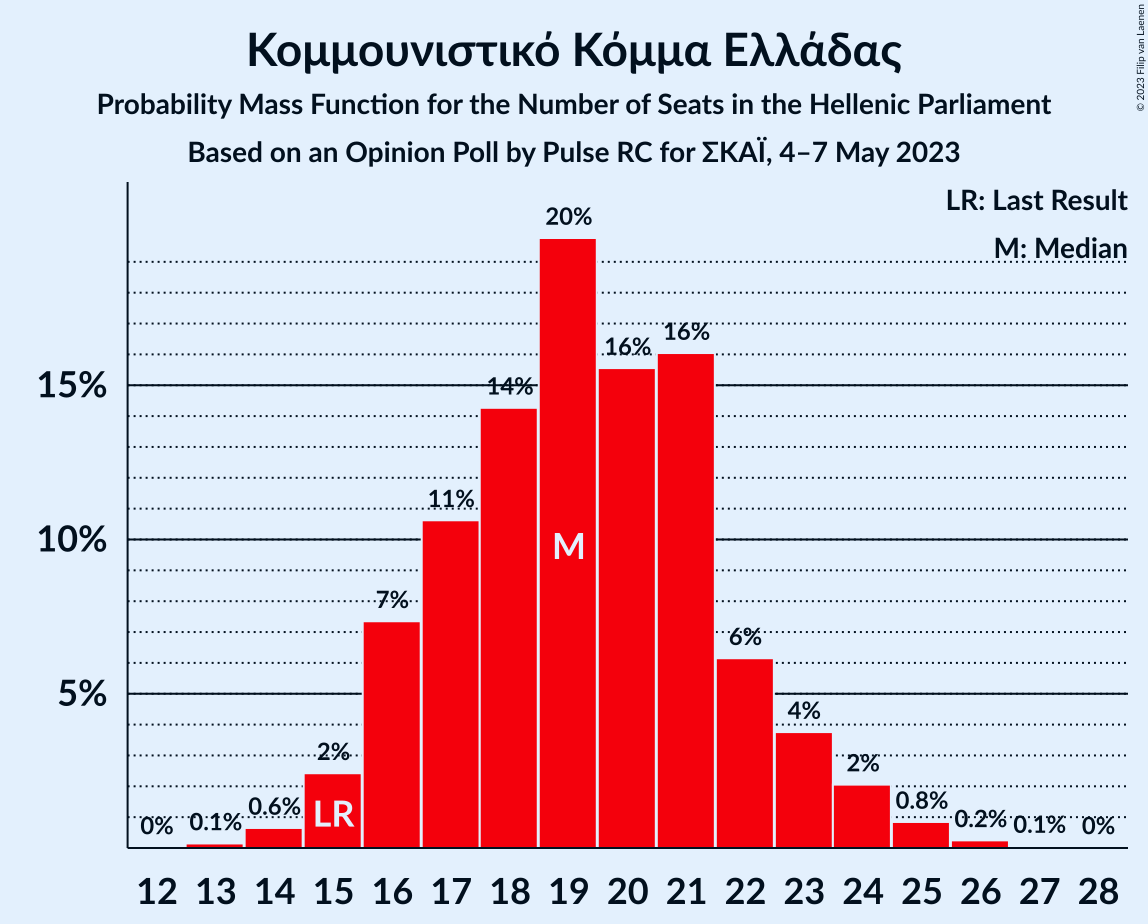 Κομμουνιστικό Κόμμα Ελλάδας
Probability Mass Function for the Number of Seats in the Hellenic Parliament
Based on an Opinion Poll by Pulse RC for ΣΚΑΪ, 4–7 May 2023
© 2023 Filip van Laenen
LR: Last Result
M: Median
15%
10%
5%
0%
0.1%
0.6%
2%
7%
11%
14%
20%
16%
16%
6%
4%
2%
0.8%
0.2%
0.1%
0%
LR
M
12 13 14 15 16 17 18 19 20 21 22 23 24 25 26 27 28